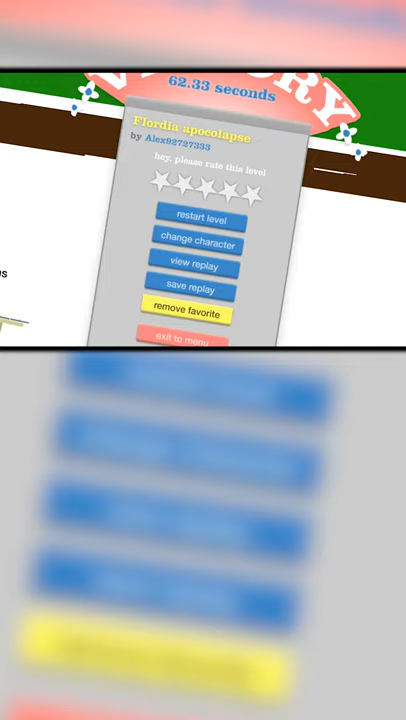 VICTORY
62.33 seconds
Flordia apocolapse
by Alex92727333
hey, please rate this level
restart level
change character
view replay
save replay
remove favorite
exit to menu